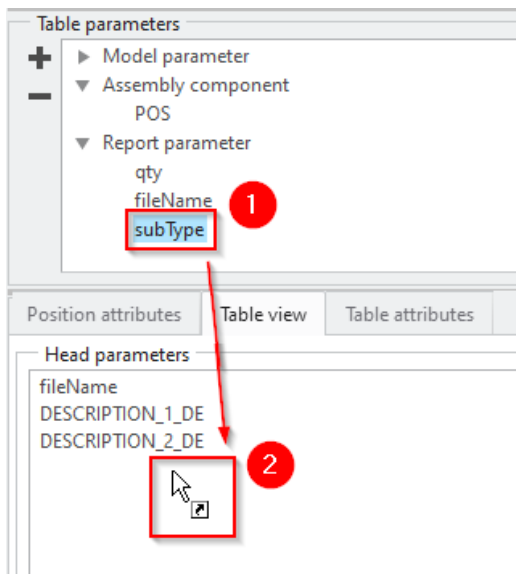 Table parameters
Model parameter
Assembly component
POS
Report parameter
qty
fileName
1
subType
Position attributes
Table view
Table attributes
Head parameters
fileName
DESCRIPTION_1_DE
DESCRIPTION_2_DE
2